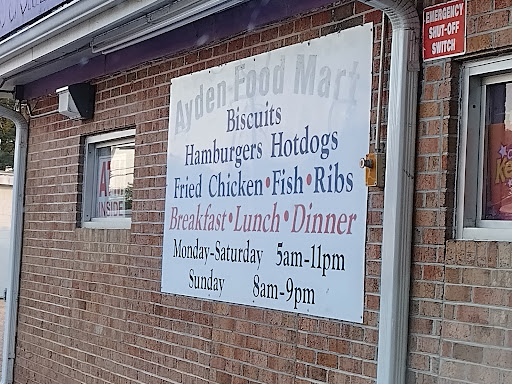 Ayden Food Mart
Biscuits
Hamburgers Hotdogs
Fried Chicken•Fish•Ribs
Breakfast•Lunch•Dinner
Monday-Saturday 5am-11pm
Sunday 8am-9pm
EMERGENCY
SHUT-OFF
SWITCH
INSIDE